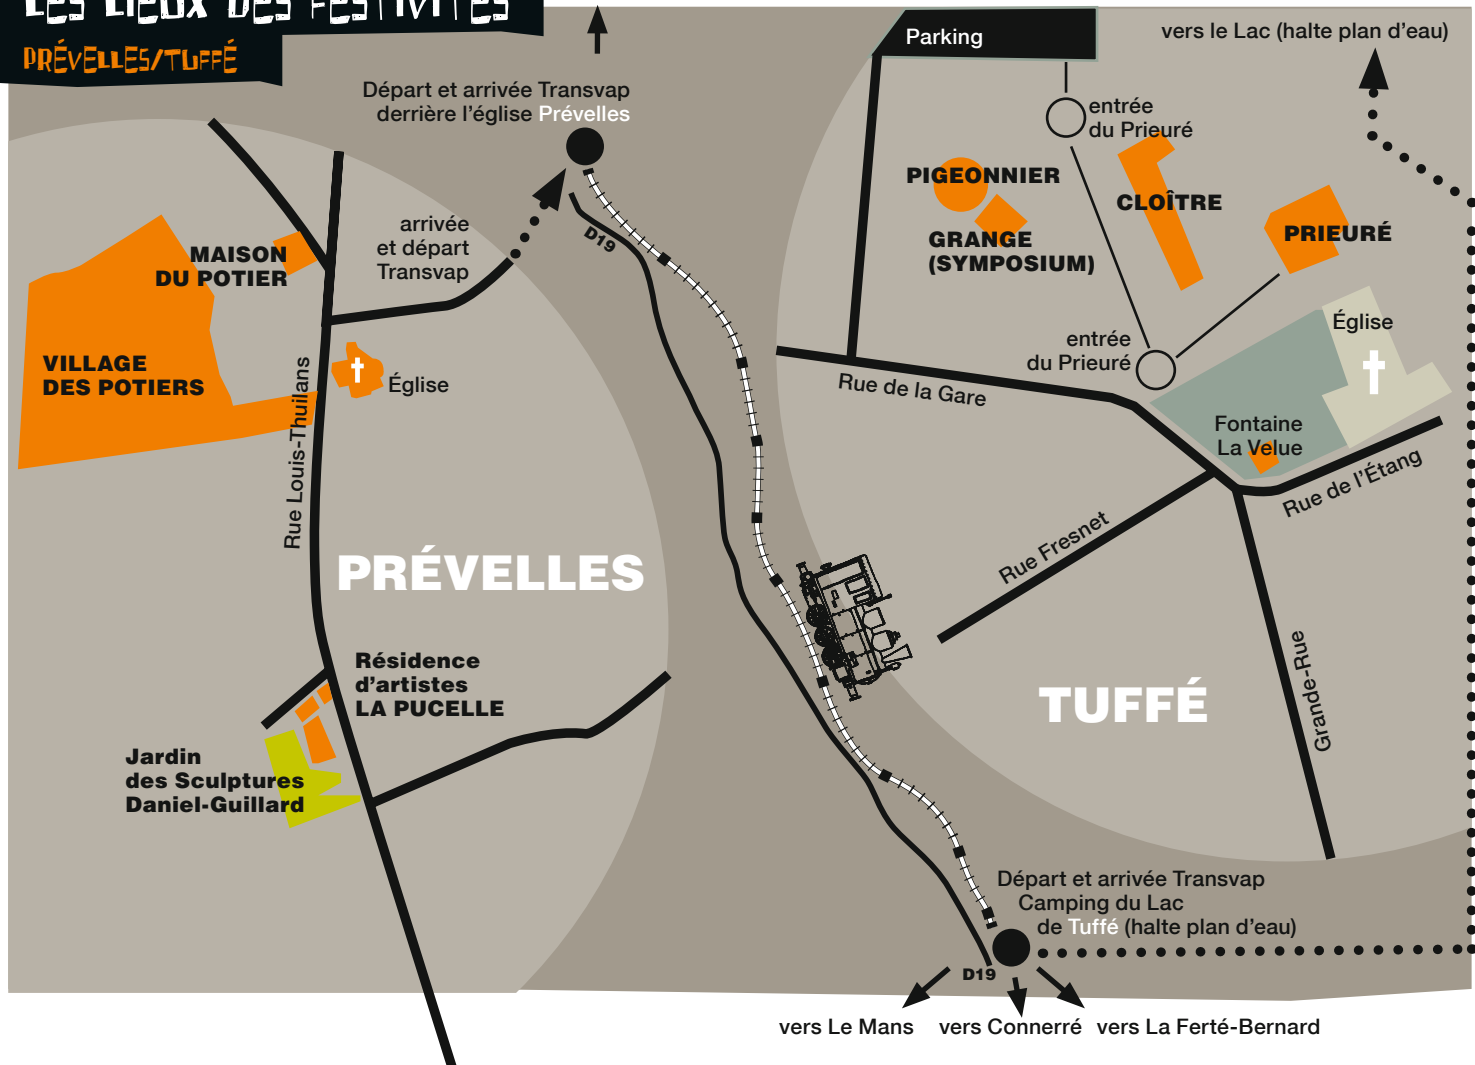 LES LIEUX DES FESTIVITÉS
PRÉVELLES/TUFFÉ
Parking
vers le Lac (halte plan d'eau)
Départ et arrivée Transvap
derrière l'église Prévelles
entrée
du Prieuré
PIGEONNIER
CLOÎTRE
GRANGE
(SYMPOSIUM)
PRIEURÉ
arrivée
et départ
Transvap
D19
MAISON
DU POTIER
VILLAGE
DES POTIERS
Église
Rue Louis-Thuilans
entrée
du Prieuré
Église
Rue de la Gare
Fontaine
La Velue
Rue de l'Étang
Rue Fresnet
PRÉVELLES
TUFFÉ
Grande-Rue
Résidence
d'artistes
LA PUCELLE
Jardin
des Sculptures
Daniel-Guillard
Départ et arrivée Transvap
Camping du Lac
de Tuffé (halte plan d'eau)
D19
vers Le Mans
vers Connerré
vers La Ferté-Bernard